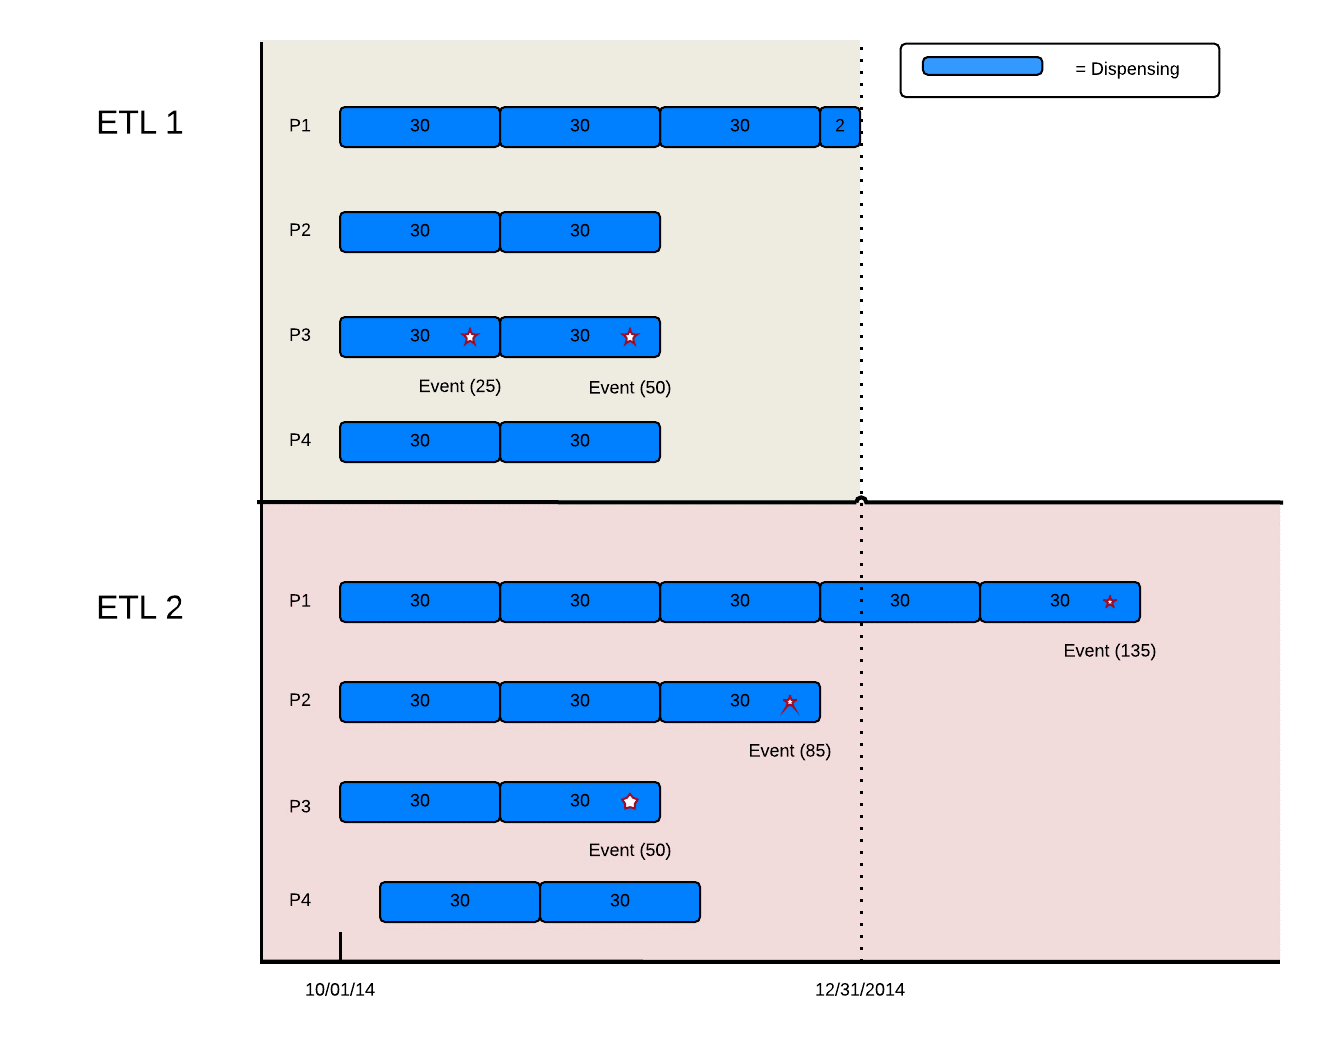 = Dispensing
ETL 1
P1 30 30 30 2
P2 30 30
P3 30 30
Event (25) Event (50)
P4 30 30
ETL 2
P1 30 30 30 30 30
Event (135)
P2 30 30 30
Event (85)
P3 30 30
Event (50)
P4 30 30
10/01/14 12/31/2014